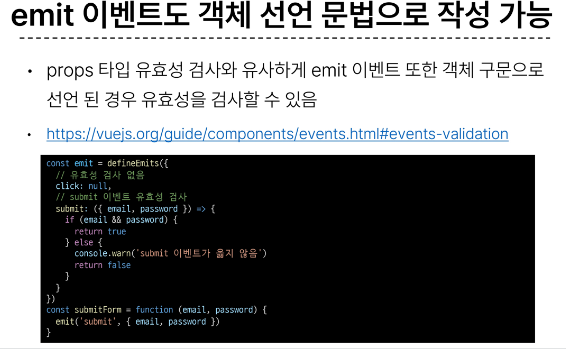 emit 이벤트도 객체 선언 문법으로 작성 가능
• props 타입 유효성 검사와 유사하게 emit 이벤트 또한 객체 구문으로
선언 된 경우 유효성을 검사할 수 있음
• https://vuejs.org/guide/components/events.html#events-validation
const emit = defineEmits({
  // 유효성 검사 없음
  click: null,
  // submit 이벤트 유효성 검사
  submit: ({ email, password }) => {
    if (email && password) {
      return true
    } else {
      console.warn('submit 이벤트가 옳지 않음')
      return false
    }
  }
})
const submitForm = function (email, password) {
  emit('submit', { email, password })
}